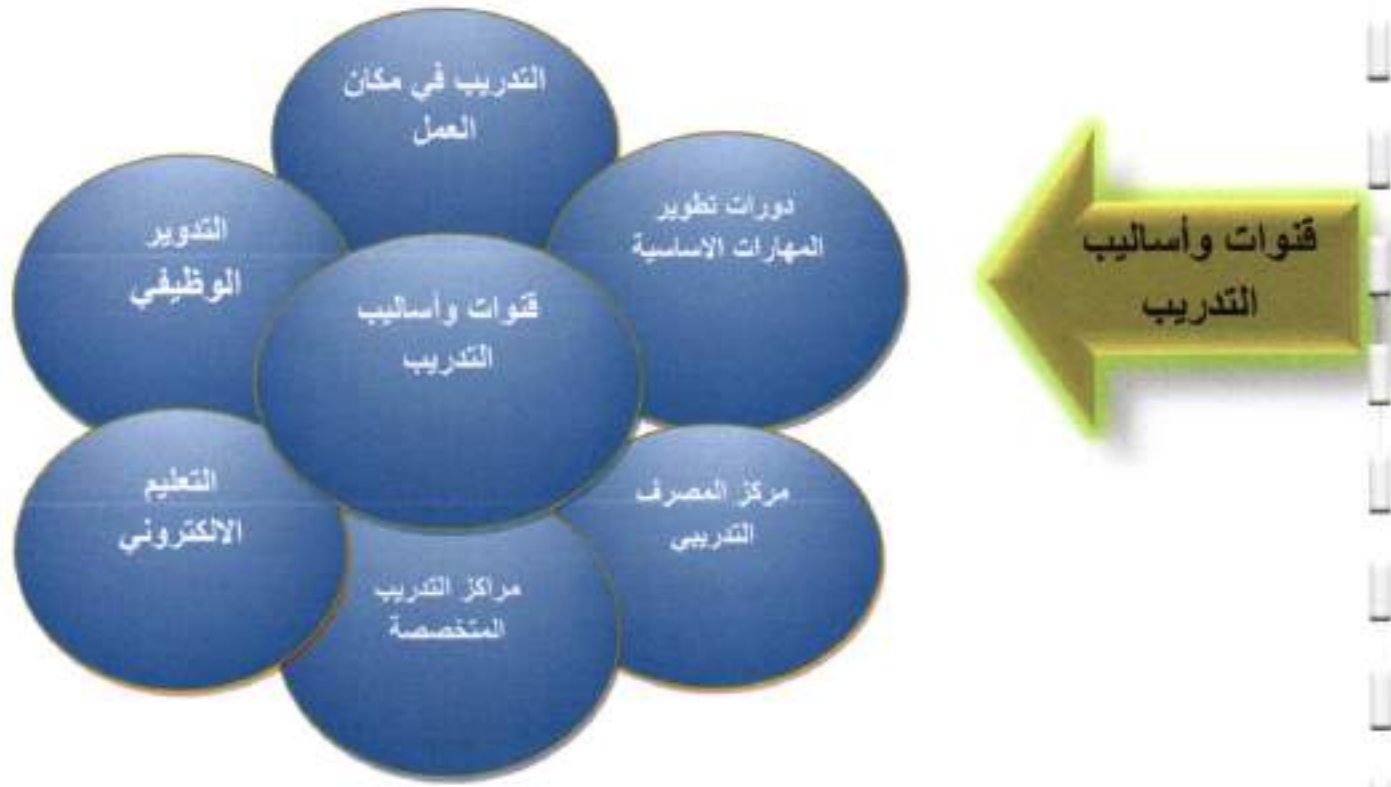 قنوات وأساليب
التدريب
التدريب في مكان
العمل
دورات تطوير
المهارات الاساسية
مركز المصرف
التدريبي
مراكز التدريب
المتخصصة
التعليم
الالكتروني
التدوير
الوظيفي
قنوات وأساليب
التدريب